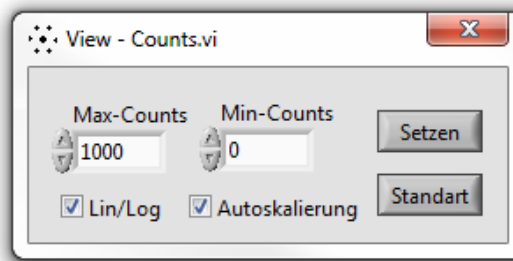 View - Counts.vi
Max-Counts Min-Counts
1000 0 Setzen
Lin/Log Autoskalierung Standart